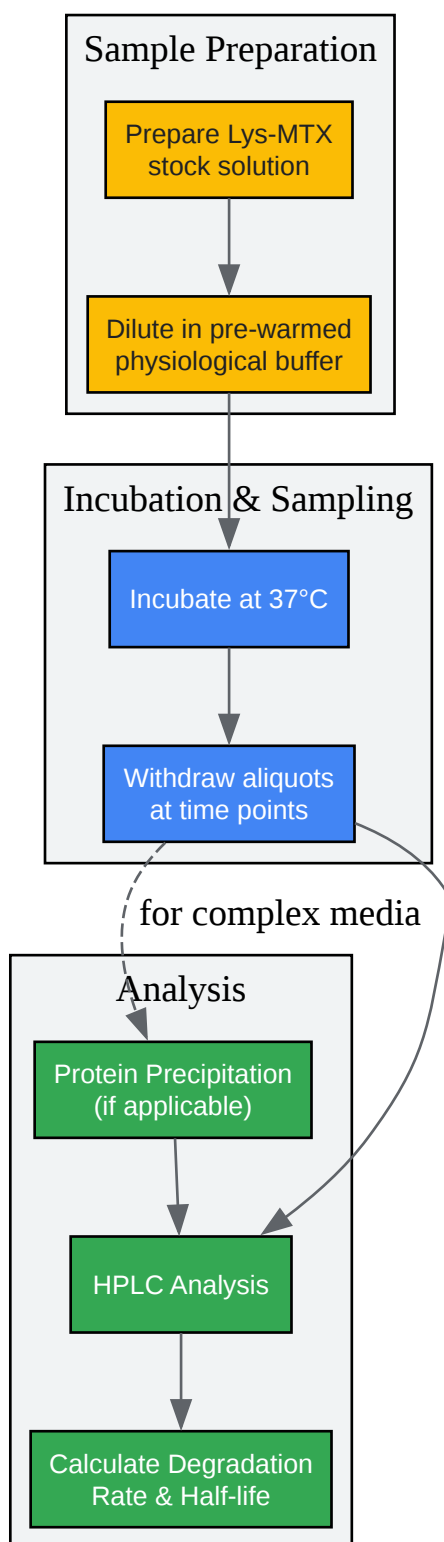 Sample Preparation
Prepare Lys-MTX
stock solution
Dilute in pre-warmed
physiological buffer
Incubation & Sampling
Incubate at 37°C
Withdraw aliquots
at time points
for complex media
Analysis
Protein Precipitation
(if applicable)
HPLC Analysis
Calculate Degradation
Rate & Half-life